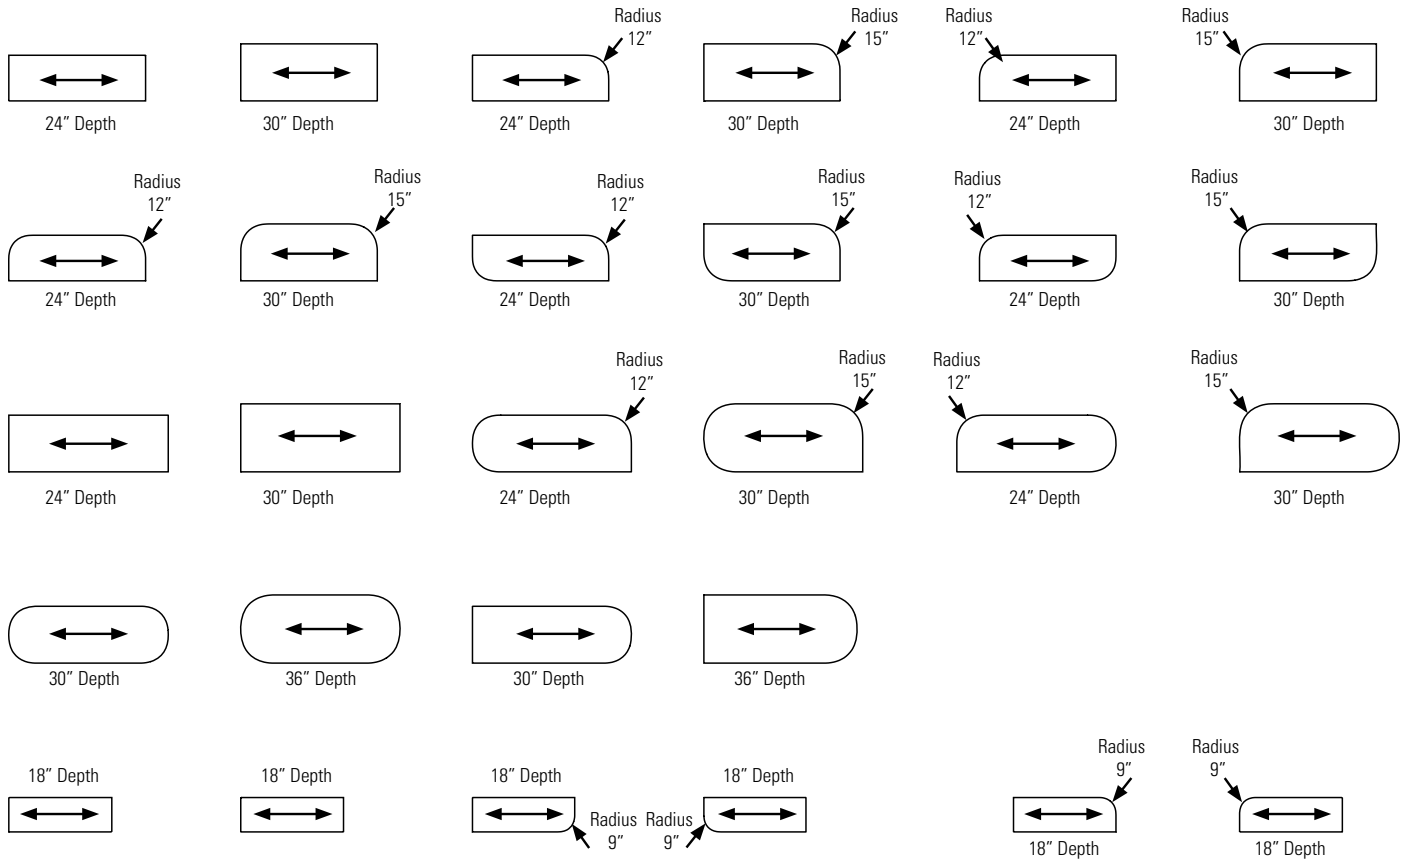 Radius
12”
Radius
15”
Radius
12”
Radius
15”
24” Depth
30” Depth
24” Depth
30” Depth
24” Depth
30” Depth
Radius
12”
Radius
15”
Radius
12”
Radius
15”
Radius
12”
Radius
15”
24” Depth
30” Depth
24” Depth
30” Depth
24” Depth
30” Depth
Radius
12”
Radius
15”
Radius
12”
Radius
15”
24” Depth
30” Depth
24” Depth
30” Depth
24” Depth
30” Depth
30” Depth
36” Depth
30” Depth
36” Depth
18” Depth
18” Depth
18” Depth
18” Depth
Radius
9”
Radius
9”
Radius
9”
Radius
9”
18” Depth
18” Depth